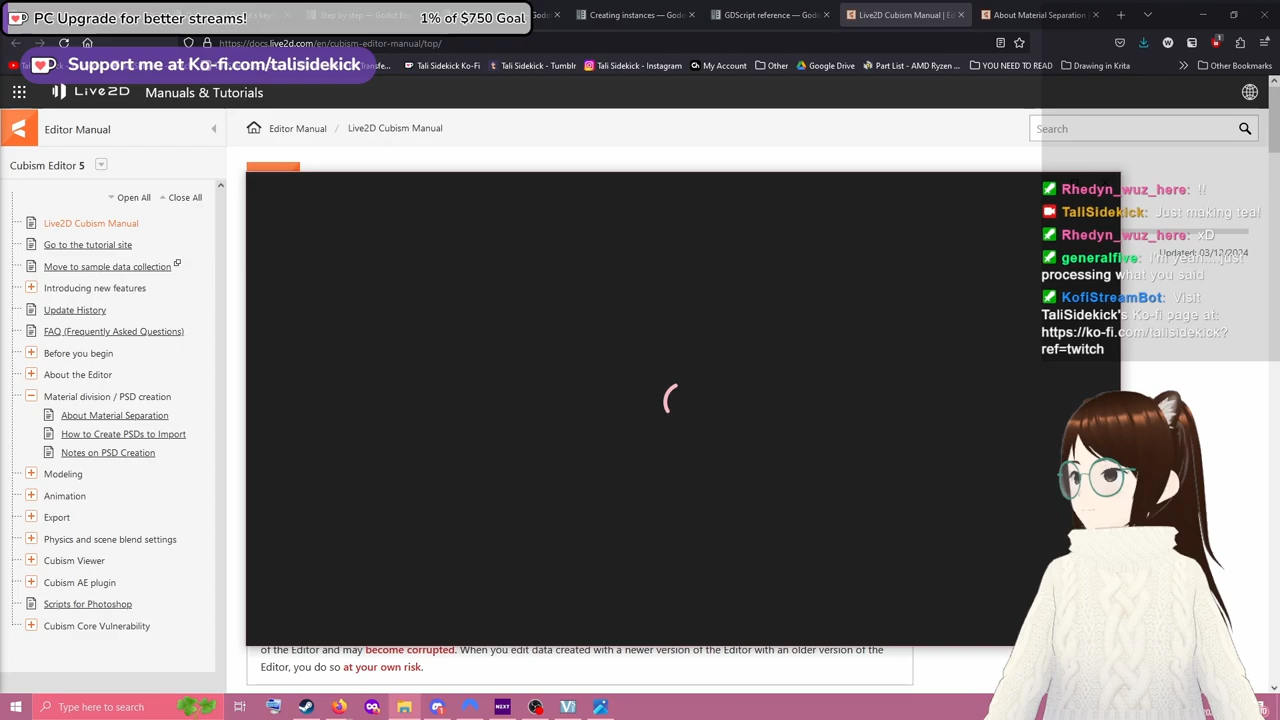 PC Upgrade for better streams!
1% of $750 Goal
Creating instances — Godo
GDScript reference — Godo
Live2D Cubism Manual | Ed
About Material Separation |
https://docs.live2d.com/en/cubism-editor-manual/top/
Support me at Ko-fi.com/talisidekick
Tali Sidekick Ko-Fi
Tali Sidekick - Tumblr
Tali Sidekick - Instagram
My Account
Other
Google Drive
Part List - AMD Ryzen
YOU NEED TO READ
Drawing in Krita
Other Bookmarks
Live2D
Manuals & Tutorials
Editor Manual
Editor Manual / Live2D Cubism Manual
Search
Cubism Editor 5
Open All
Close All
Live2D Cubism Manual
Go to the tutorial site
Move to sample data collection
Introducing new features
Update History
FAQ (Frequently Asked Questions)
Before you begin
About the Editor
Material division / PSD creation
About Material Separation
How to Create PSDs to Import
Notes on PSD Creation
Modeling
Animation
Export
Physics and scene blend settings
Cubism Viewer
Cubism AE plugin
Scripts for Photoshop
Cubism Core Vulnerability
Rhedyn_wuz_here: !!
TaliSidekick: Just making tea!
Rhedyn_wuz_here: xD
Updated: 03/12/2024
generalfive: I'm yeah....just
processing what you said
KofiStreamBot: Visit
TaliSidekick's Ko-fi page at:
https://ko-fi.com/talisidekick?
ref=twitch
of the Editor and may become corrupted. When you edit data created with a newer version of the Editor with an older version of the
Editor, you do so at your own risk.
Type here to search